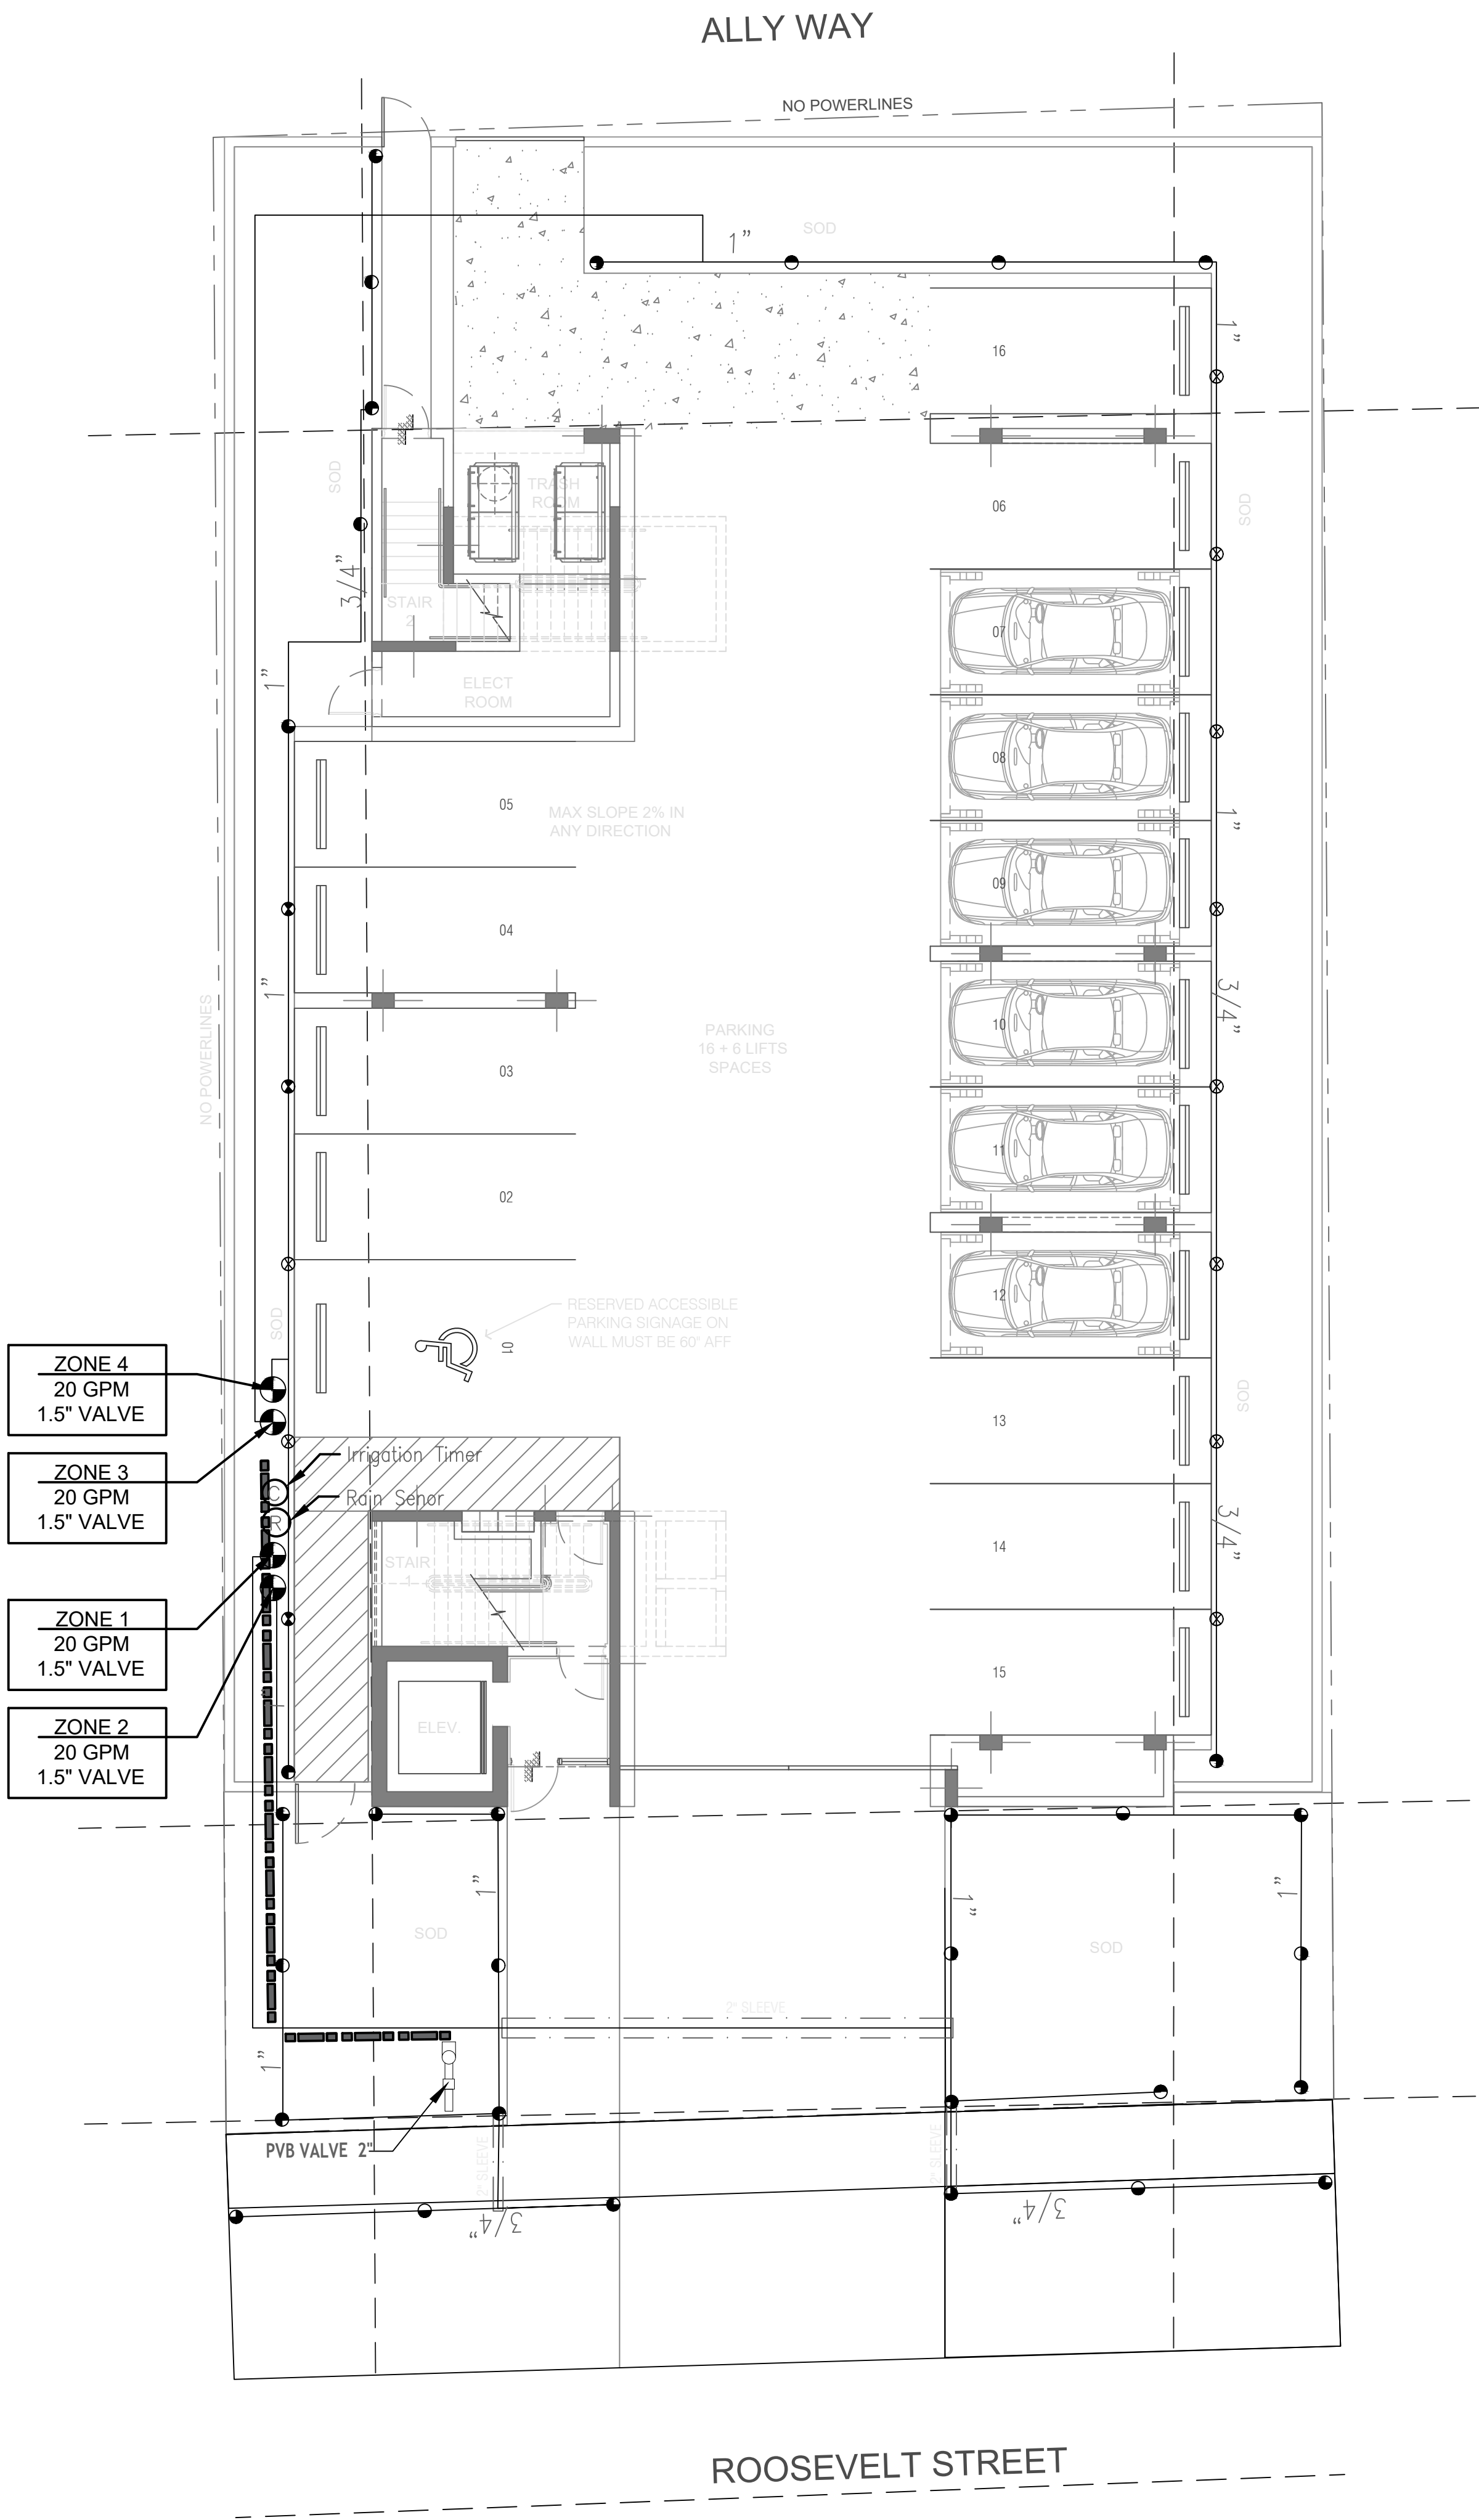 ALLY WAY
NO POWERLINES
SOD
1"
1"
16
SOD
TRASH
ROOM
06
SOD
3/4"
STAIR
2
07
1"
ELECT
ROOM
08
05
MAX SLOPE 2% IN
ANY DIRECTION
1"
09
04
1"
3/4"
NO POWERLINES
PARKING
16 + 6 LIFTS
SPACES
10
03
11
02
12
SOD
RESERVED ACCESSIBLE
PARKING SIGNAGE ON
WALL MUST BE 60" AFF
01
ZONE 4
20 GPM
1.5" VALVE
SOD
13
Irrigation Timer
C
ZONE 3
20 GPM
1.5" VALVE
Rain Senor
R
3/4"
14
STAIR
1
ZONE 1
20 GPM
1.5" VALVE
15
ZONE 2
20 GPM
1.5" VALVE
ELEV.
1"
1"
1"
SOD
SOD
2" SLEEVE
1"
PVB VALVE 2"
2" SLEEVE
2" SLEEVE
3/4"
3/4"
ROOSEVELT STREET